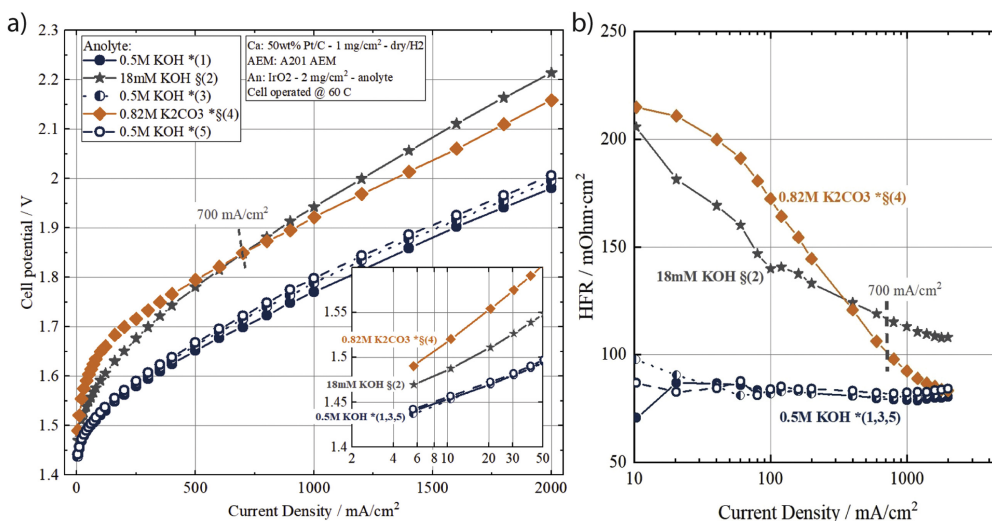 a)
Cell potential / V
2.3
2.2
2.1
2
1.9
1.8
1.7
1.6
1.5
1.4
Anolyte:
0.5M KOH *(1)
18mM KOH §(2)
0.5M KOH *(3)
0.82M K2CO3 *§(4)
0.5M KOH *(5)
Ca: 50wt% Pt/C - 1 mg/cm² - dry/H2
AEM: A201 AEM
An: IrO2 - 2 mg/cm² - anolyte
Cell operated @ 60 C
700 mA/cm²
1.55
1.5
1.45
1.4
1.4
0.82M K2CO3 *§(4)
18mM KOH §(2)
0.5M KOH *(1,3,5)
2 4 6 8 10 20 30 40 50
0 500 1000 1500 2000
Current Density / mA/cm²
b)
HFR / mOhm·cm²
250
200
150
100
50
0.82M K2CO3 *§(4)
18mM KOH §(2)
700 mA/cm²
0.5M KOH *(1,3,5)
10 100 1000 10000
Current Density / mA/cm²